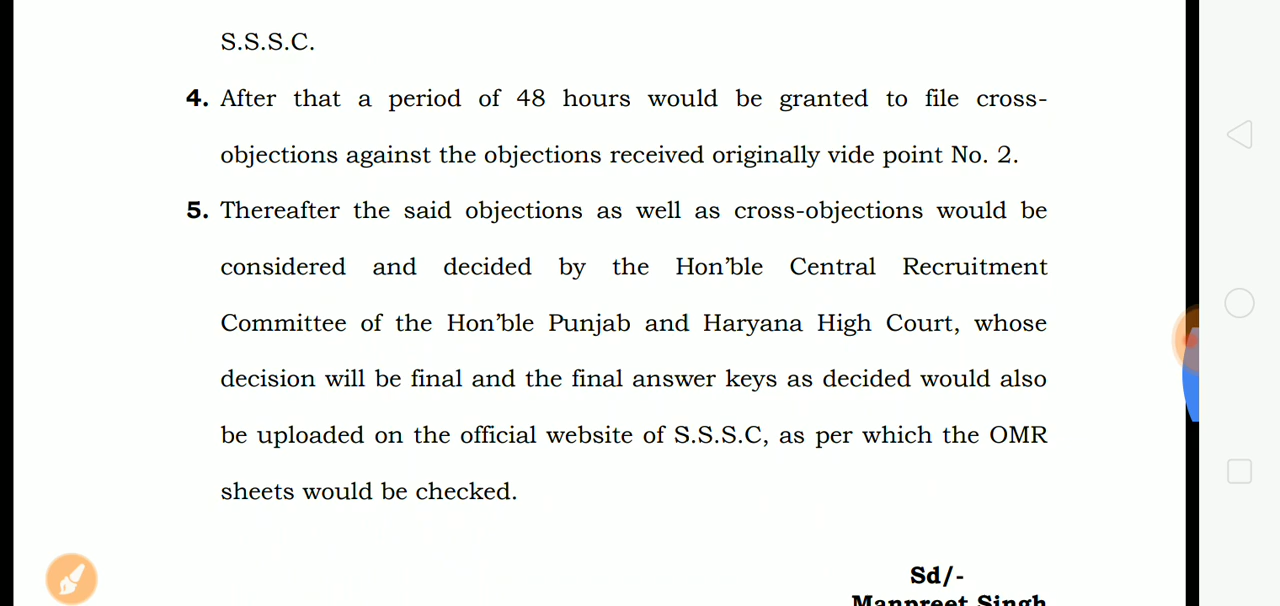 S.S.S.C.
4. After that a period of 48 hours would be granted to file cross-
objections against the objections received originally vide point No. 2.
5. Thereafter the said objections as well as cross-objections would be
considered and decided by the Hon’ble Central Recruitment
Committee of the Hon’ble Punjab and Haryana High Court, whose
decision will be final and the final answer keys as decided would also
be uploaded on the official website of S.S.S.C, as per which the OMR
sheets would be checked.
Sd/-
Manpreet Singh